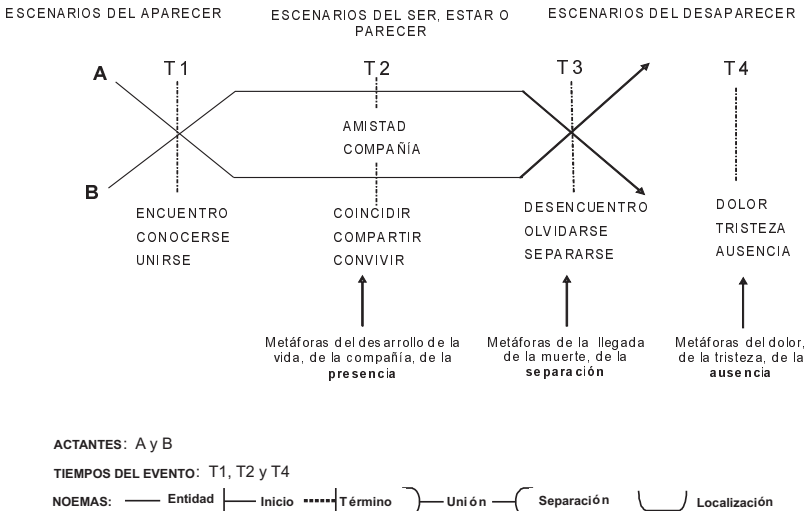 ESCENARIOS DEL APARECER
ESCENARIOS DEL SER, ESTAR O
PARECER
ESCENARIOS DEL DESAPARECER
A
T1
T2
T3
T4
AMISTAD
COMPAÑÍA
B
ENCUENTRO
CONOCERSE
UNIRSE
COINCIDIR
COMPARTIR
CONVIVIR
DESENCUENTRO
OLVIDARSE
SEPARARSE
DOLOR
TRISTEZA
AUSENCIA
Metáforas del desarrollo de la
vida, de la compañía, de la
presencia
Metáforas de la llegada
de la muerte, de la
separación
Metáforas del dolor,
de la tristeza, de la
ausencia
ACTANTES: A y B
TIEMPOS DEL EVENTO: T1, T2 y T4
NOEMAS: Entidad Inicio Término Unión Separación Localización